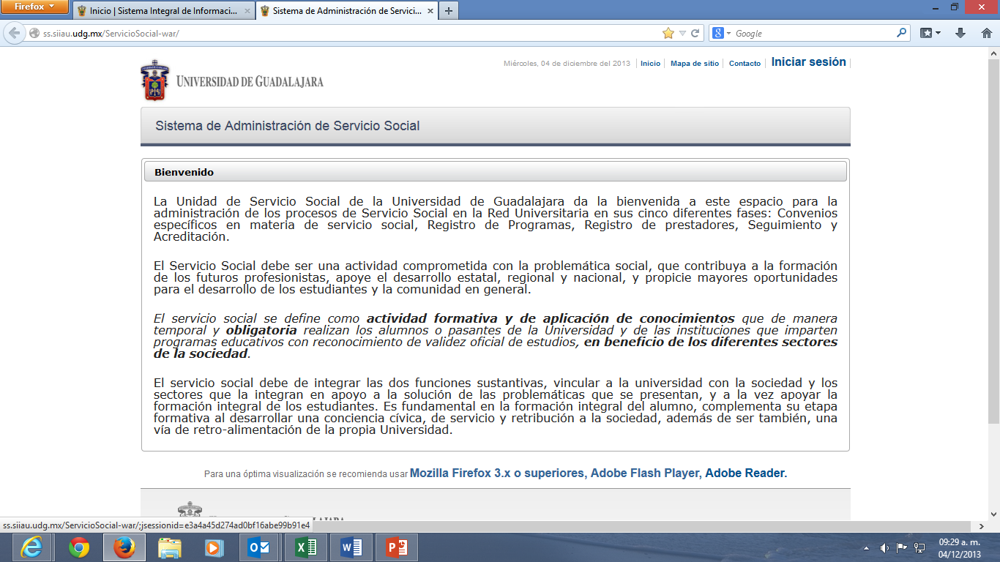 Firefox
Inicio | Sistema Integral de Informaci...
Sistema de Administración de Servici...
ss.siiau.udg.mx/ServicioSocial-war/
Google
Miércoles, 04 de diciembre del 2013
Inicio
Mapa de sitio
Contacto
Iniciar sesión
UNIVERSIDAD DE GUADALAJARA
Sistema de Administración de Servicio Social
Bienvenido
La Unidad de Servicio Social de la Universidad de Guadalajara da la bienvenida a este espacio para la
administración de los procesos de Servicio Social en la Red Universitaria en sus cinco diferentes fases: Convenios
específicos en materia de servicio social, Registro de Programas, Registro de prestadores, Seguimiento y
Acreditación.
El Servicio Social debe ser una actividad comprometida con la problemática social, que contribuya a la formación
de los futuros profesionistas, apoye el desarrollo estatal, regional y nacional, y propicie mayores oportunidades
para el desarrollo de los estudiantes y la comunidad en general.
El servicio social se define como actividad formativa y de aplicación de conocimientos que de manera
temporal y obligatoria realizan los alumnos o pasantes de la Universidad y de las instituciones que imparten
programas educativos con reconocimiento de validez oficial de estudios, en beneficio de los diferentes sectores
de la sociedad.
El servicio social debe de integrar las dos funciones sustantivas, vincular a la universidad con la sociedad y los
sectores que la integran en apoyo a la solución de las problemáticas que se presentan, y a la vez apoyar la
formación integral de los estudiantes. Es fundamental en la formación integral del alumno, complementa su etapa
formativa al desarrollar una conciencia cívica, de servicio y retribución a la sociedad, además de ser también, una
vía de retro-alimentación de la propia Universidad.
Para una óptima visualización se recomienda usar Mozilla Firefox 3.x o superiores, Adobe Flash Player, Adobe Reader.
ss.siiau.udg.mx/ServicioSocial-war/;jsessionid=e3a4a45d274ad0bf16abe99b91e4
09:29 a. m.
04/12/2013